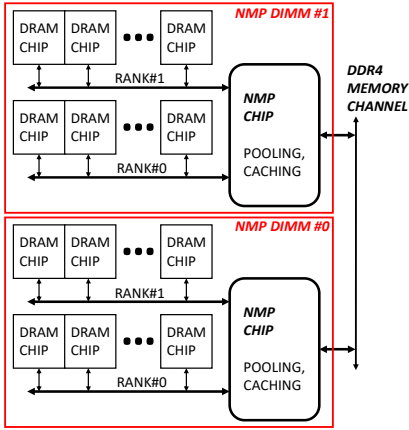 NMP DIMM #1
DRAM CHIP
DRAM CHIP
DRAM CHIP
RANK#1
DRAM CHIP
DRAM CHIP
DRAM CHIP
RANK#0
NMP
CHIP
POOLING,
CACHING
DDR4
MEMORY
CHANNEL
NMP DIMM #0
DRAM CHIP
DRAM CHIP
DRAM CHIP
RANK#1
DRAM CHIP
DRAM CHIP
DRAM CHIP
RANK#0
NMP
CHIP
POOLING,
CACHING